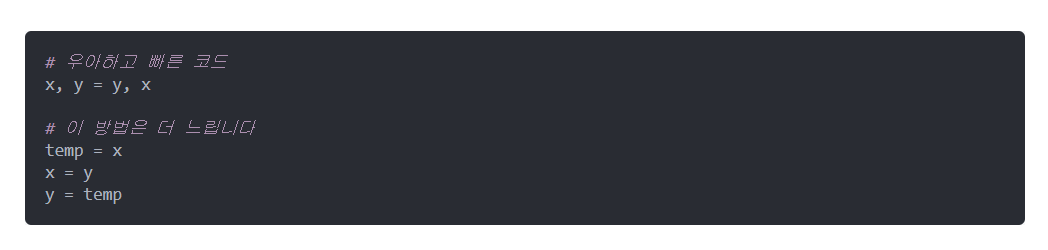 # 우아하고 빠른 코드
x, y = y, x
# 이 방법은 더 느립니다
temp = x
x = y
y = temp